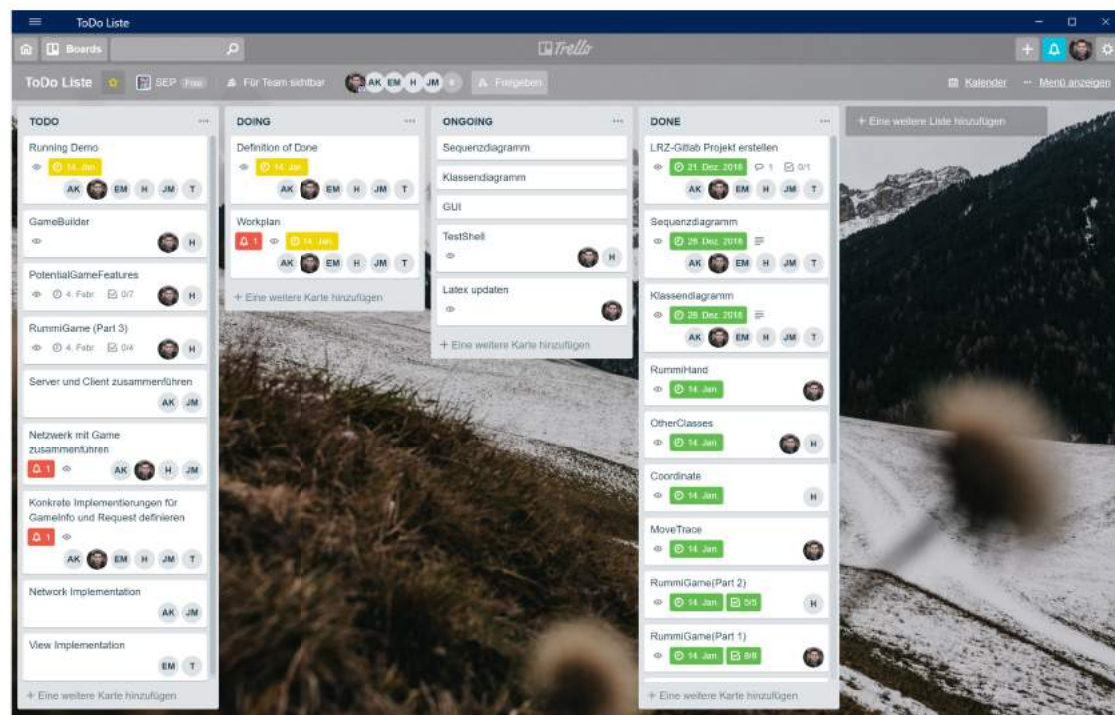 ToDo Liste
Boards
Trello
ToDo Liste
SEP Free
Für Team sichtbar
AK EM H JM 6
Freigeben
Kalender
Menü anzeigen
TODO
Running Demo
14. Jan.
AK EM H JM T
GameBuilder
H
PotentialGameFeatures
4. Febr. 0/7
H
RummiGame (Part 3)
4. Febr. 0/4
H
Server und Client zusammenführen
AK JM
Netzwerk mit Game
zusammenführen
1
AK H JM
Konkrete Implementierungen für
GameInfo und Request definieren
1
AK EM H JM T
Network Implementation
AK JM
View Implementation
EM T
+ Eine weitere Karte hinzufügen
DOING
Definition of Done
14. Jan.
AK EM H JM T
Workplan
1 14. Jan.
AK EM H JM T
+ Eine weitere Karte hinzufügen
ONGOING
Sequenzdiagramm
Klassendiagramm
GUI
TestShell
H
Latex updaten
+ Eine weitere Karte hinzufügen
DONE
LRZ-Gitlab Projekt erstellen
21. Dez. 2018 1 0/1
AK EM H JM T
Sequenzdiagramm
28. Dez. 2018
AK EM H JM T
Klassendiagramm
28. Dez. 2018
AK EM H JM T
RummiHand
14. Jan.
OtherClasses
14. Jan.
H
Coordinate
14. Jan.
H
MoveTrace
14. Jan.
RummiGame(Part 2)
14. Jan. 5/5
H
RummiGame(Part 1)
14. Jan. 8/8
+ Eine weitere Karte hinzufügen
+ Eine weitere Liste hinzufügen